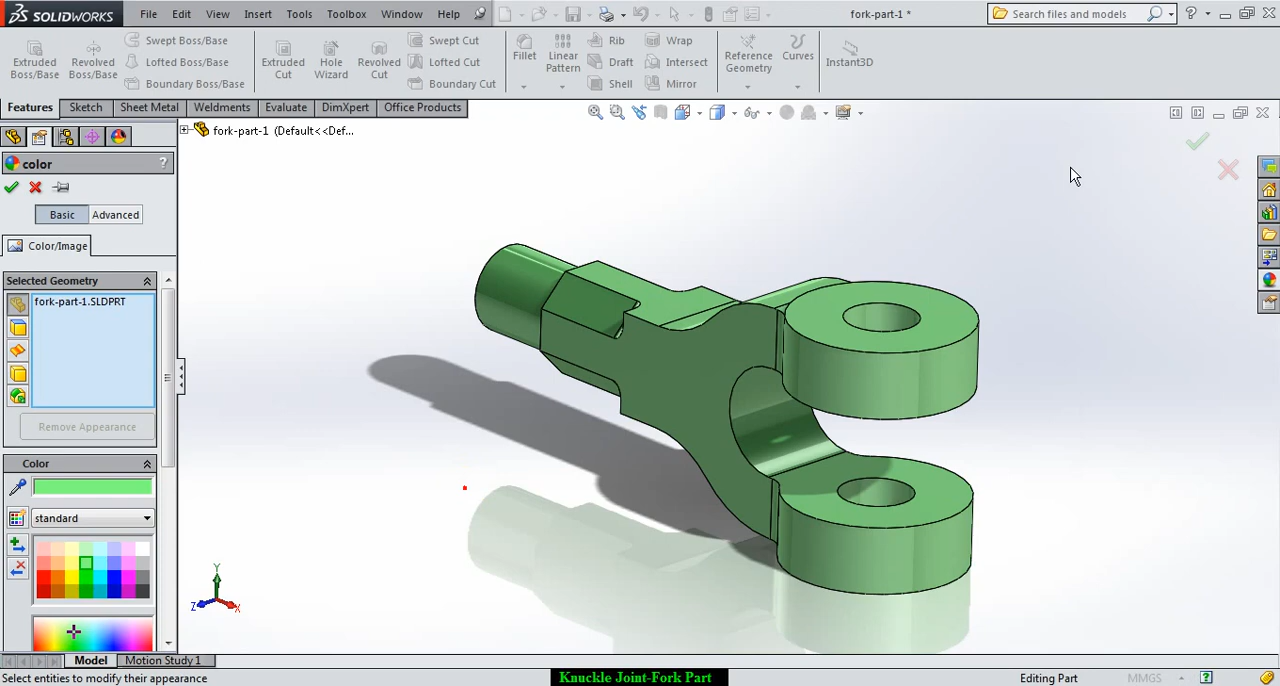 SOLIDWORKS File Edit View Insert Tools Toolbox Window Help fork-part-1 * Search files and models
Extruded Boss/Base
Revolved Boss/Base
Swept Boss/Base
Lofted Boss/Base
Boundary Boss/Base
Extruded Cut
Hole Wizard
Revolved Cut
Swept Cut
Lofted Cut
Boundary Cut
Fillet
Linear Pattern
Rib
Draft
Shell
Wrap
Intersect
Mirror
Reference Geometry
Curves
Instant3D
Features Sketch Sheet Metal Weldments Evaluate DimXpert Office Products
fork-part-1 (Default<<Def...
color ?
Basic Advanced
Color/Image
Selected Geometry
fork-part-1.SLDPRT
Remove Appearance
Color
standard
Y
Z X
Model Motion Study 1
Select entities to modify their appearance Knuckle Joint-Fork Part Editing Part MMGS ?